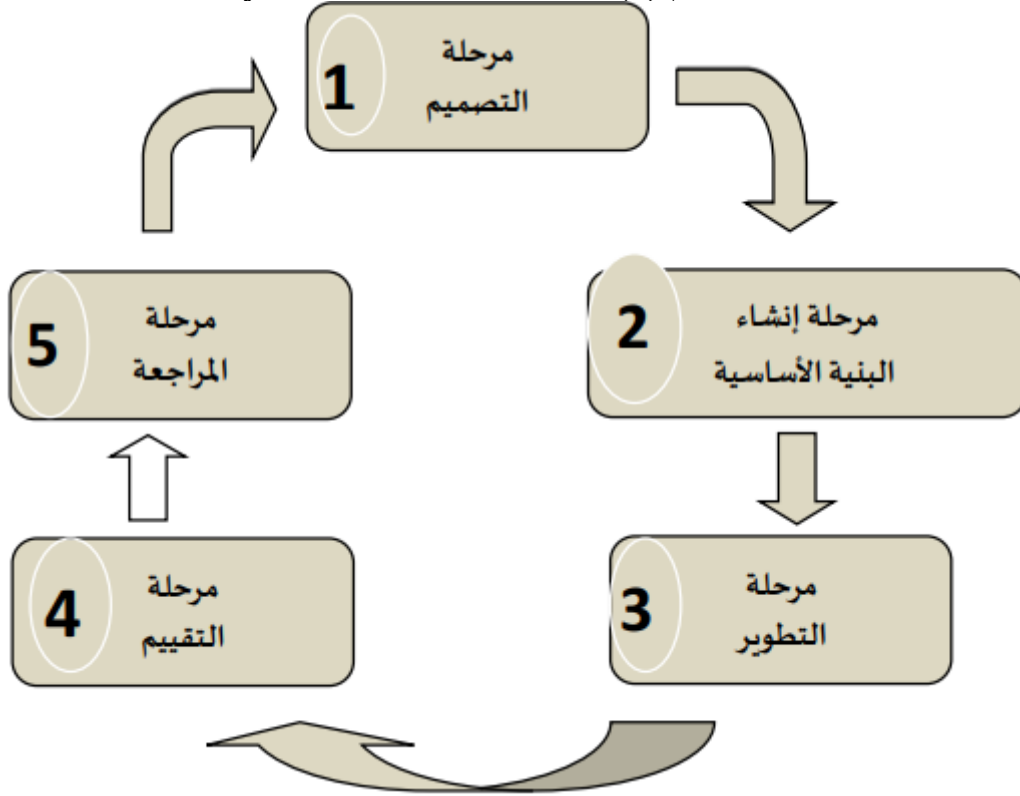 1
مرحلة
التصميم
2
مرحلة إنشاء
البنية الأساسية
3
مرحلة
التطوير
4
مرحلة
التقييم
5
مرحلة
المراجعة